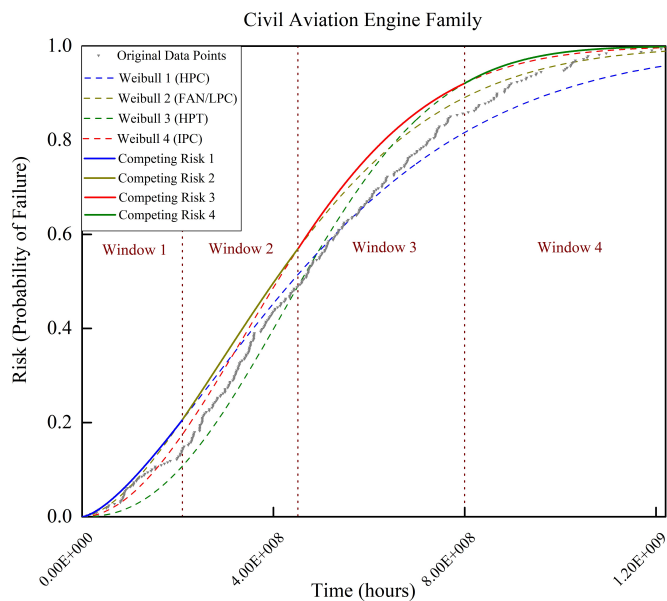 Civil Aviation Engine Family
1.0
0.8
0.6
0.4
0.2
0.0
Risk (Probability of Failure)
Original Data Points
Weibull 1 (HPC)
Weibull 2 (FAN/LPC)
Weibull 3 (HPT)
Weibull 4 (IPC)
Competing Risk 1
Competing Risk 2
Competing Risk 3
Competing Risk 4
Window 1
Window 2
Window 3
Window 4
0.00E+000
4.00E+008
8.00E+008
1.20E+009
Time (hours)